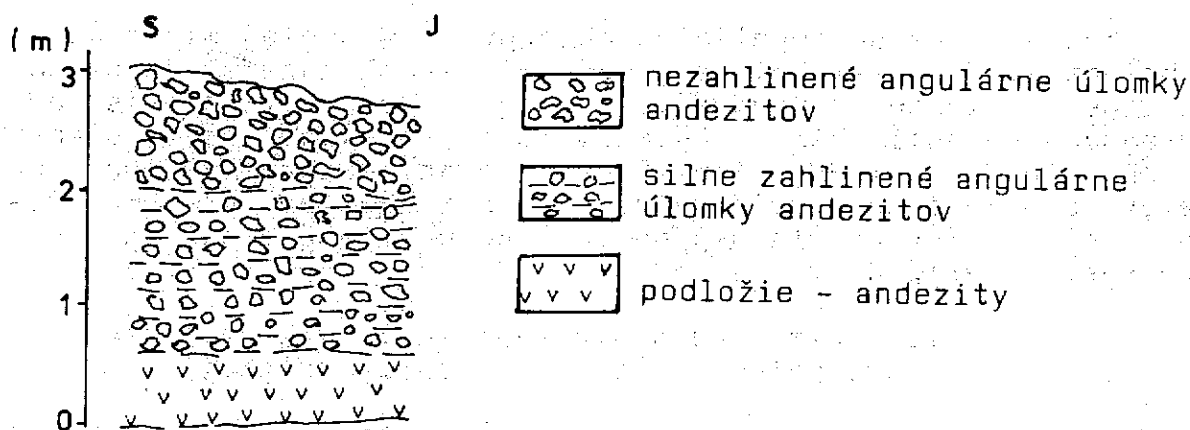 (m)
S J
3
2
1
0
nezahlinené angulárne úlomky
andezitov
silne zahlinené angulárne
úlomky andezitov
podložie - andezity